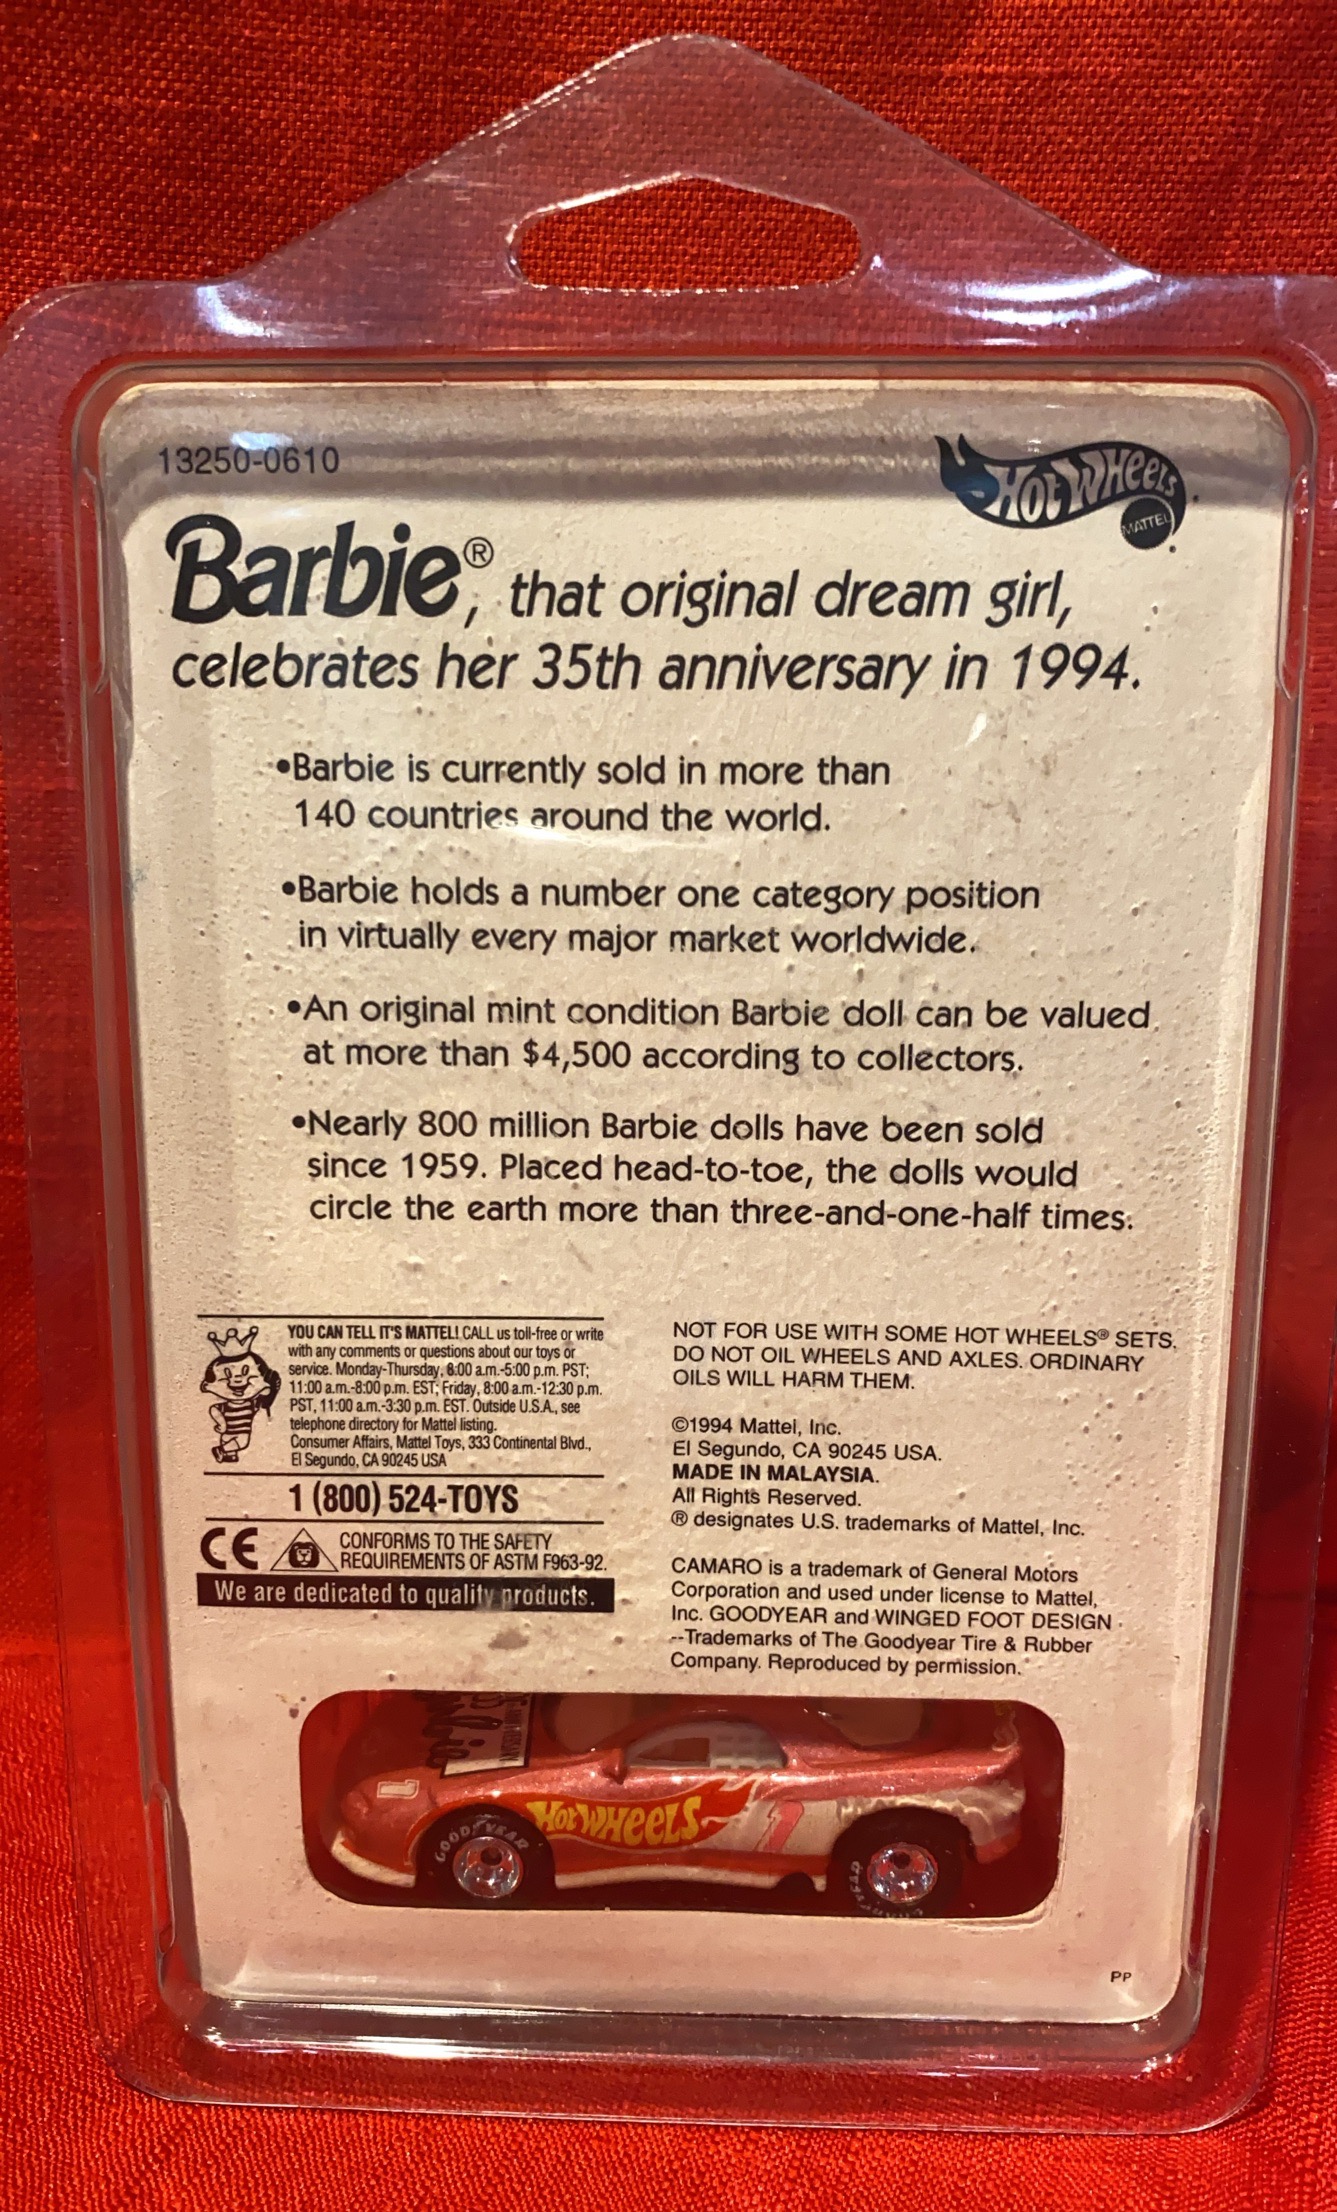 13250-0610
HOT WHEELS
MATTEL
Barbie®, that original dream girl,
celebrates her 35th anniversary in 1994.
•Barbie is currently sold in more than
140 countries around the world.
•Barbie holds a number one category position
in virtually every major market worldwide.
•An original mint condition Barbie doll can be valued
at more than $4,500 according to collectors.
•Nearly 800 million Barbie dolls have been sold
since 1959. Placed head-to-toe, the dolls would
circle the earth more than three-and-one-half times.
YOU CAN TELL IT'S MATTEL! CALL us toll-free or write
with any comments or questions about our toys or
service. Monday-Thursday, 8:00 a.m.-5:00 p.m. PST;
11:00 a.m.-8:00 p.m. EST; Friday, 8:00 a.m.-12:30 p.m.
PST, 11:00 a.m.-3:30 p.m. EST. Outside U.S.A., see
telephone directory for Mattel listing.
Consumer Affairs, Mattel Toys, 333 Continental Blvd.,
El Segundo, CA 90245 USA
1 (800) 524-TOYS
CE
CONFORMS TO THE SAFETY
REQUIREMENTS OF ASTM F963-92.
We are dedicated to quality products.
NOT FOR USE WITH SOME HOT WHEELS® SETS.
DO NOT OIL WHEELS AND AXLES. ORDINARY
OILS WILL HARM THEM.
©1994 Mattel, Inc.
El Segundo, CA 90245 USA.
MADE IN MALAYSIA.
All Rights Reserved.
® designates U.S. trademarks of Mattel, Inc.
CAMARO is a trademark of General Motors
Corporation and used under license to Mattel,
Inc. GOODYEAR and WINGED FOOT DESIGN
--Trademarks of The Goodyear Tire & Rubber
Company. Reproduced by permission.
1
HOT WHEELS
1
GOODYEAR
PP